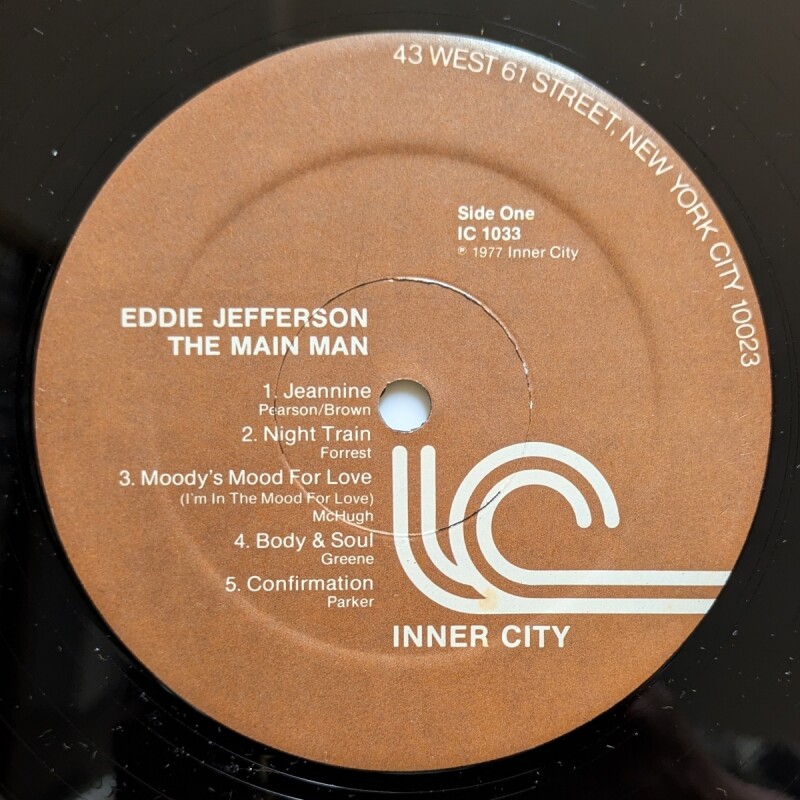 43 WEST 61 STREET, NEW YORK CITY 10023
Side One
IC 1033
℗ 1977 Inner City
EDDIE JEFFERSON
THE MAIN MAN
1. Jeannine
Pearson/Brown
2. Night Train
Forrest
3. Moody's Mood For Love
(I'm In The Mood For Love)
McHugh
4. Body & Soul
Greene
5. Confirmation
Parker
IC
INNER CITY